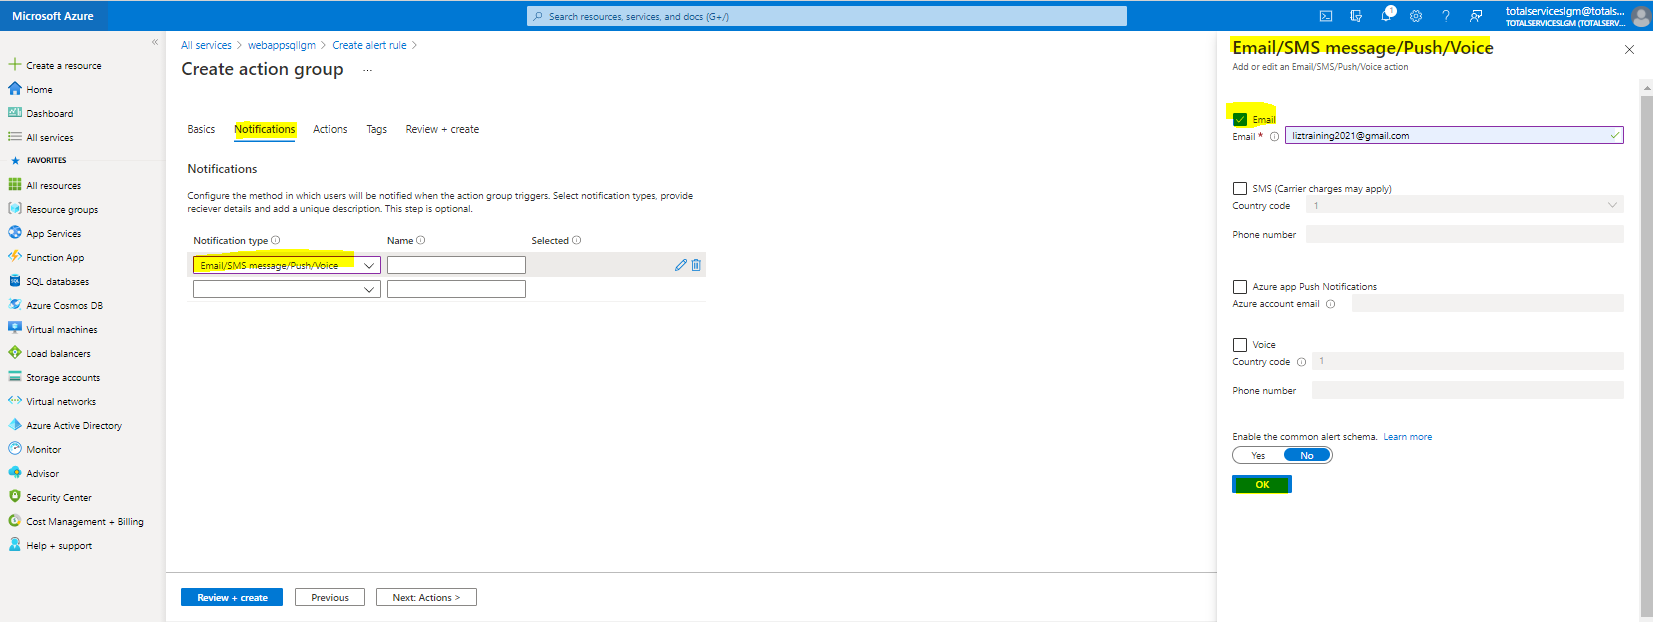 Microsoft Azure
Search resources, services, and docs (G+/)
1
totalserviceslgm@totals...
TOTALSERVICESLGM (TOTALSERV...
«
Create a resource
Home
Dashboard
All services
FAVORITES
All resources
Resource groups
App Services
Function App
SQL databases
Azure Cosmos DB
Virtual machines
Load balancers
Storage accounts
Virtual networks
Azure Active Directory
Monitor
Advisor
Security Center
Cost Management + Billing
Help + support
All services > webappsqllgm > Create alert rule >
Create action group ...
Basics Notifications Actions Tags Review + create
Notifications
Configure the method in which users will be notified when the action group triggers. Select notification types, provide
reciever details and add a unique description. This step is optional.
Notification type Name Selected
Email/SMS message/Push/Voice
Review + create Previous Next: Actions >
Email/SMS message/Push/Voice
Add or edit an Email/SMS/Push/Voice action
Email
Email * liztraining2021@gmail.com
SMS (Carrier charges may apply)
Country code 1
Phone number
Azure app Push Notifications
Azure account email
Voice
Country code 1
Phone number
Enable the common alert schema. Learn more
Yes No
OK